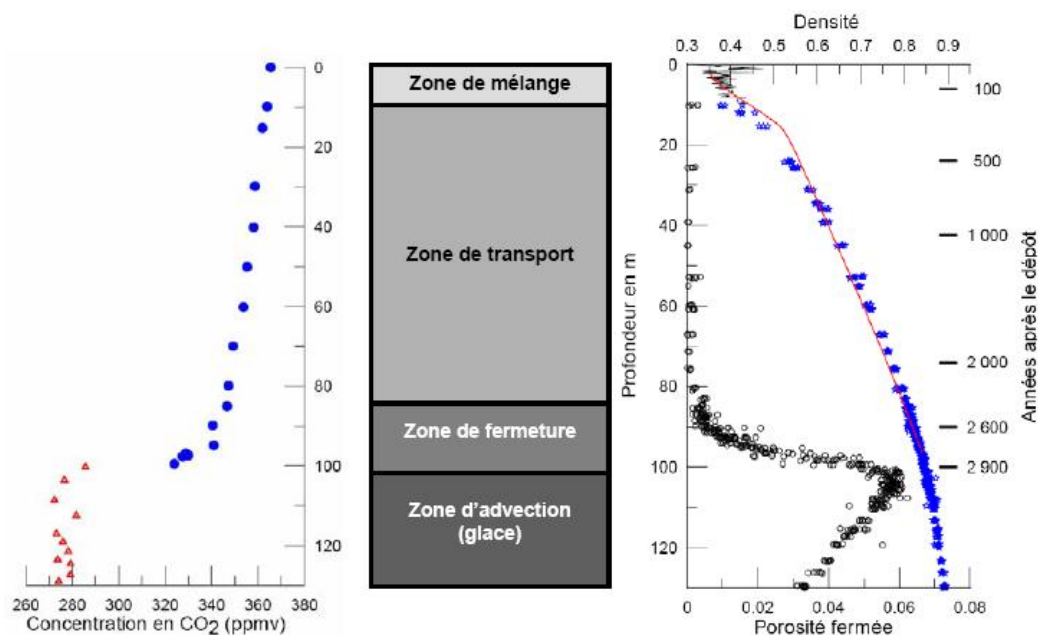 0
20
40
60
80
100
120
260 280 300 320 340 360 380
Concentration en CO2 (ppmv)
Zone de mélange
Zone de transport
Zone de fermeture
Zone d'advection
(glace)
Densité
0.3 0.4 0.5 0.6 0.7 0.8 0.9
0
20
40
60
80
100
120
Profondeur en m
100
500
1 000
2 000
2 600
2 900
Années après le dépôt
0 0.02 0.04 0.06 0.08
Porosité fermée